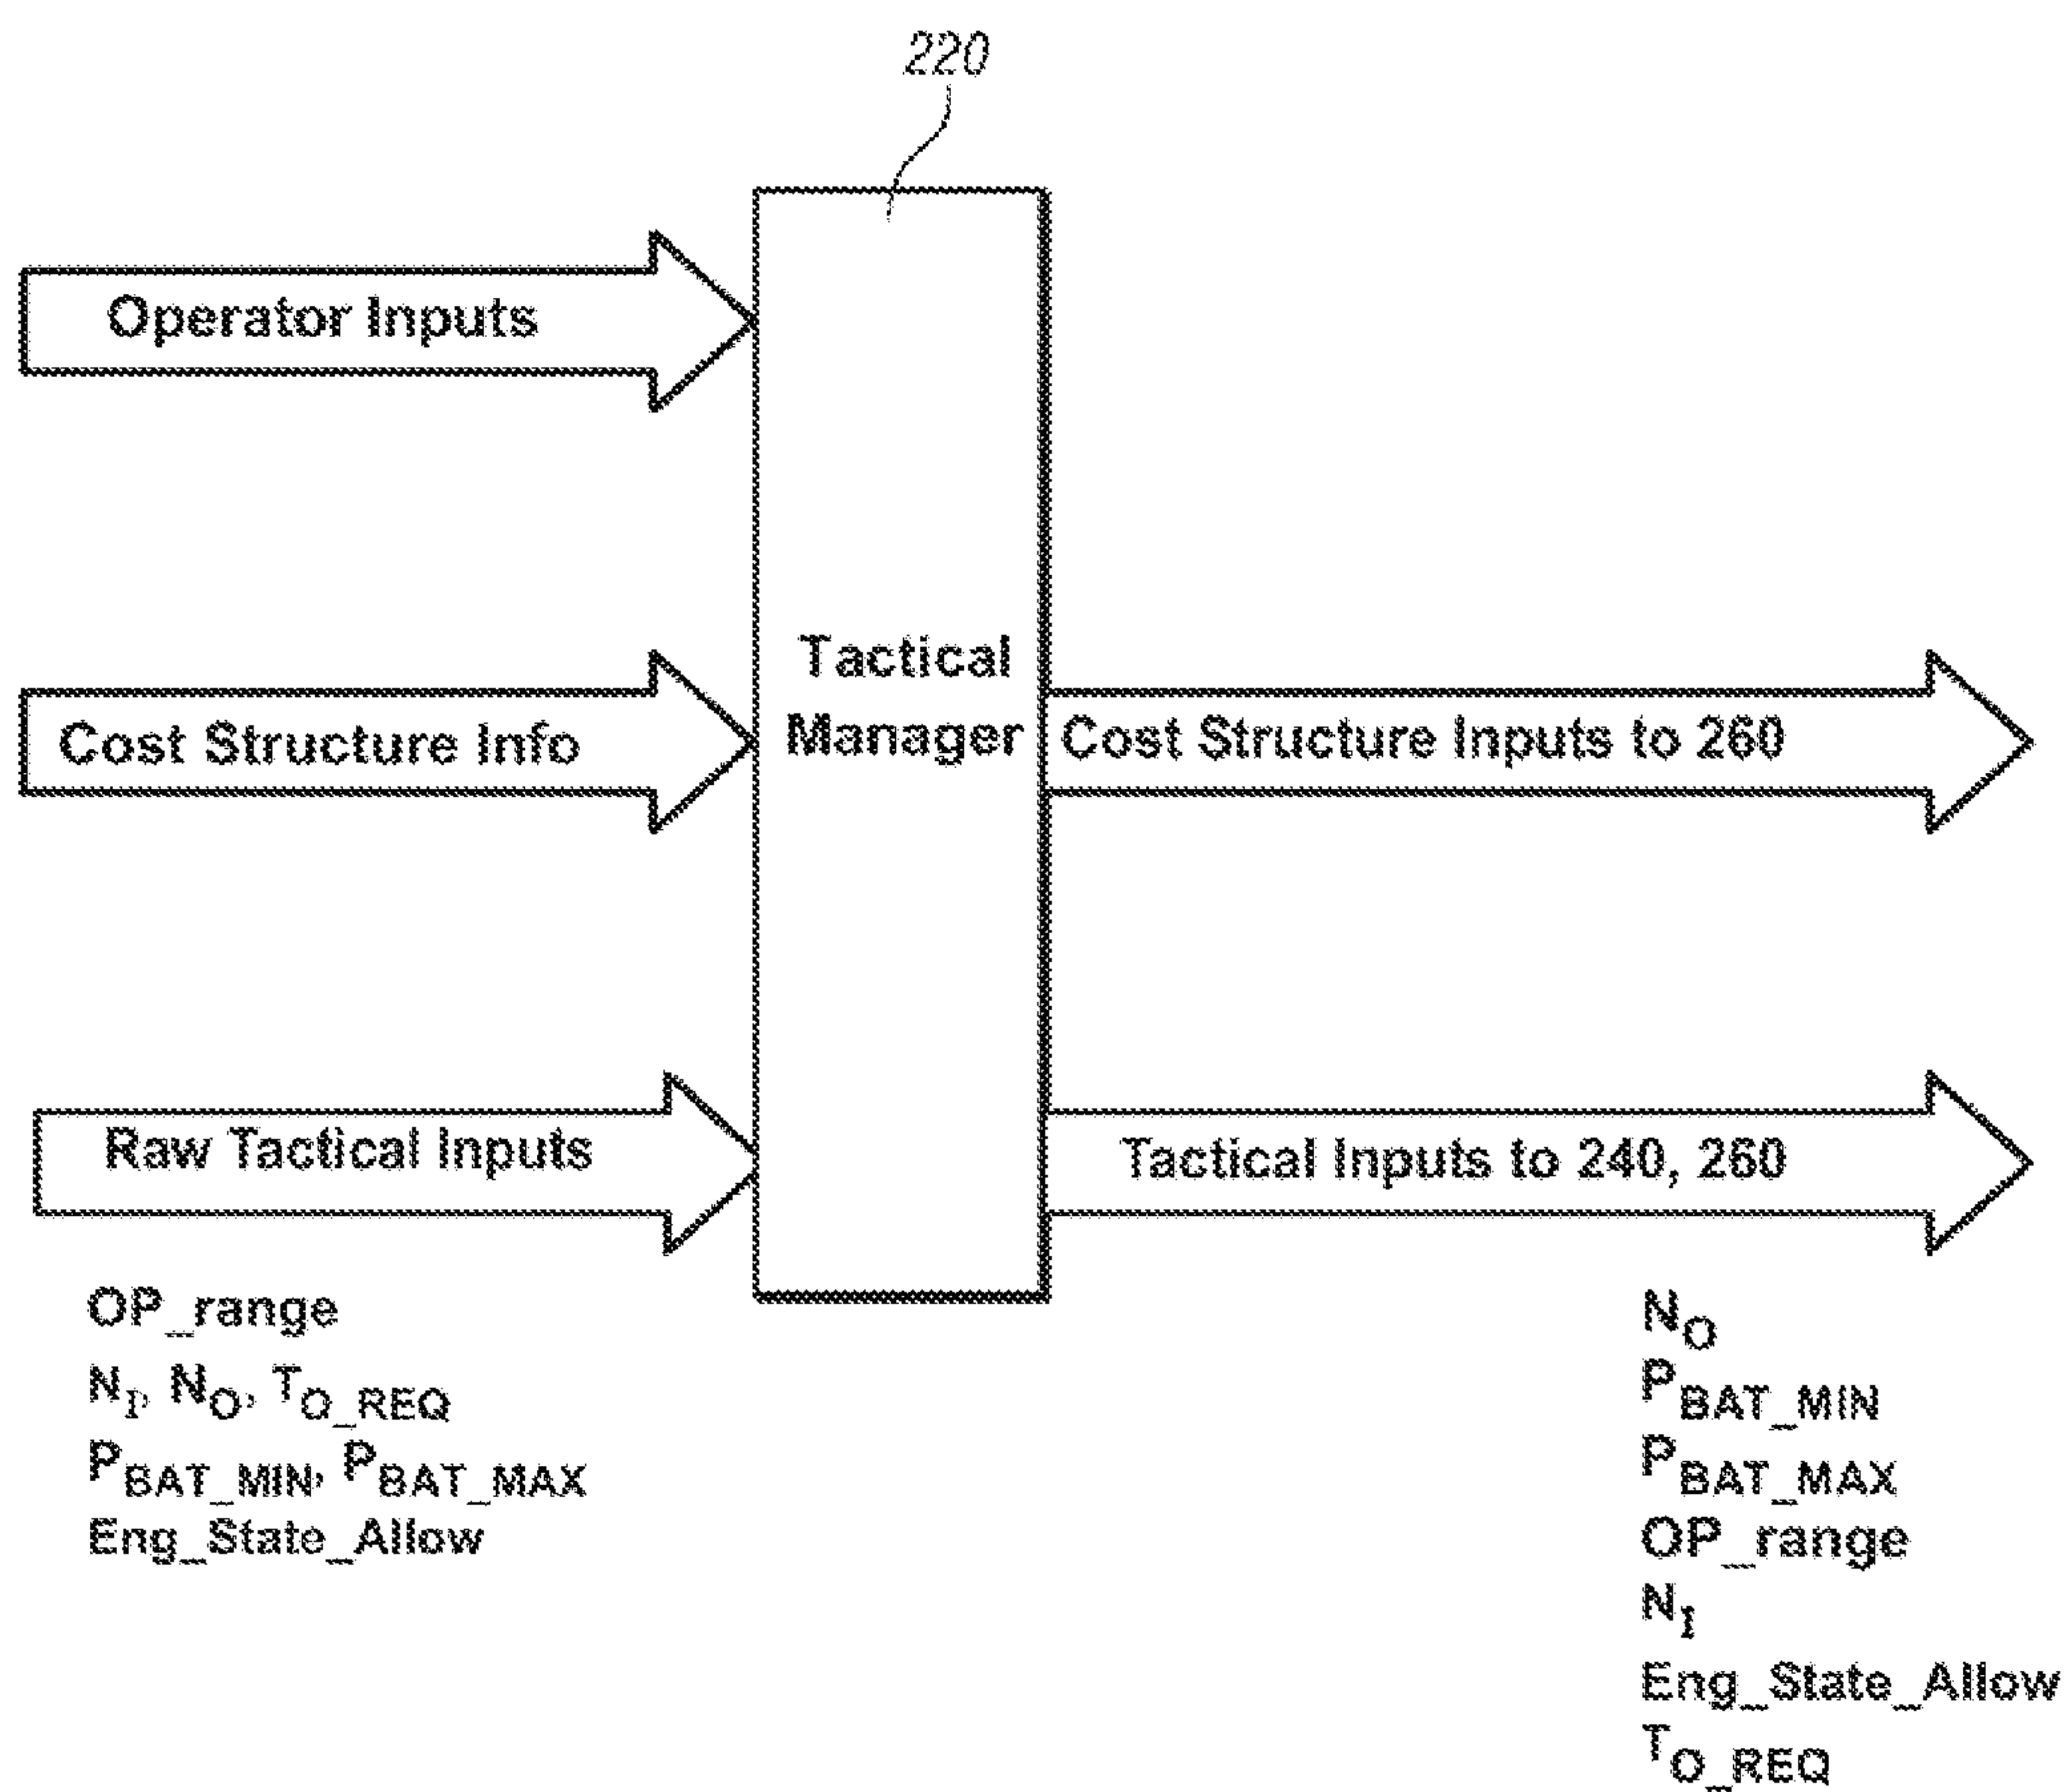 220
Operator Inputs
Tactical
Manager
Cost Structure Info
Cost Structure Inputs to 260
Raw Tactical Inputs
Tactical Inputs to 240, 260
OP_range
N_I, N_O, T_O_REQ
P_BAT_MIN, P_BAT_MAX
Eng_State_Allow
N_O
P_BAT_MIN
P_BAT_MAX
OP_range
N_I
Eng_State_Allow
T_O_REQ